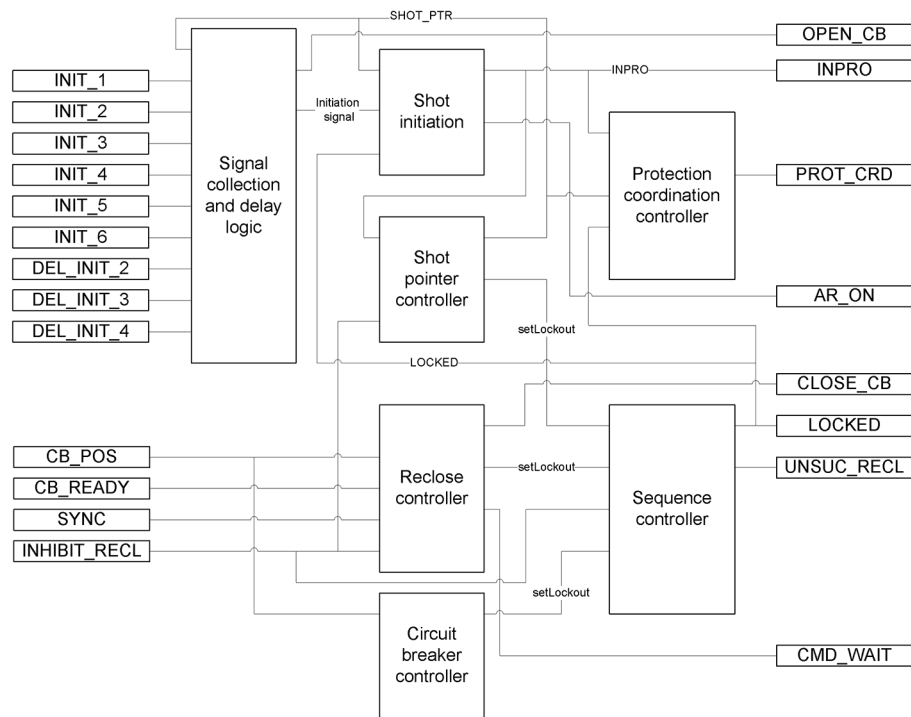 SHOT_PTR
OPEN_CB
INIT_1
INIT_2
INIT_3
INIT_4
INIT_5
INIT_6
DEL_INIT_2
DEL_INIT_3
DEL_INIT_4
Signal
collection
and delay
logic
Initiation
signal
Shot
initiation
INPRO
INPRO
Protection
coordination
controller
PROT_CRD
Shot
pointer
controller
AR_ON
setLockout
LOCKED
CLOSE_CB
LOCKED
UNSUC_RECL
CB_POS
CB_READY
SYNC
INHIBIT_RECL
Reclose
controller
setLockout
Sequence
controller
setLockout
Circuit
breaker
controller
CMD_WAIT